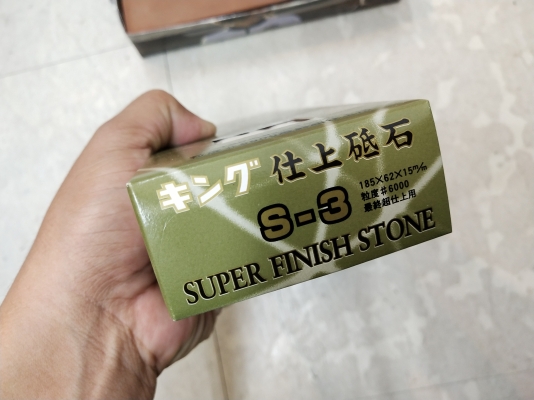 キング 仕上砥石
S-3
185×62×15m/m
粒度#6000
最終超仕上用
SUPER FINISH STONE